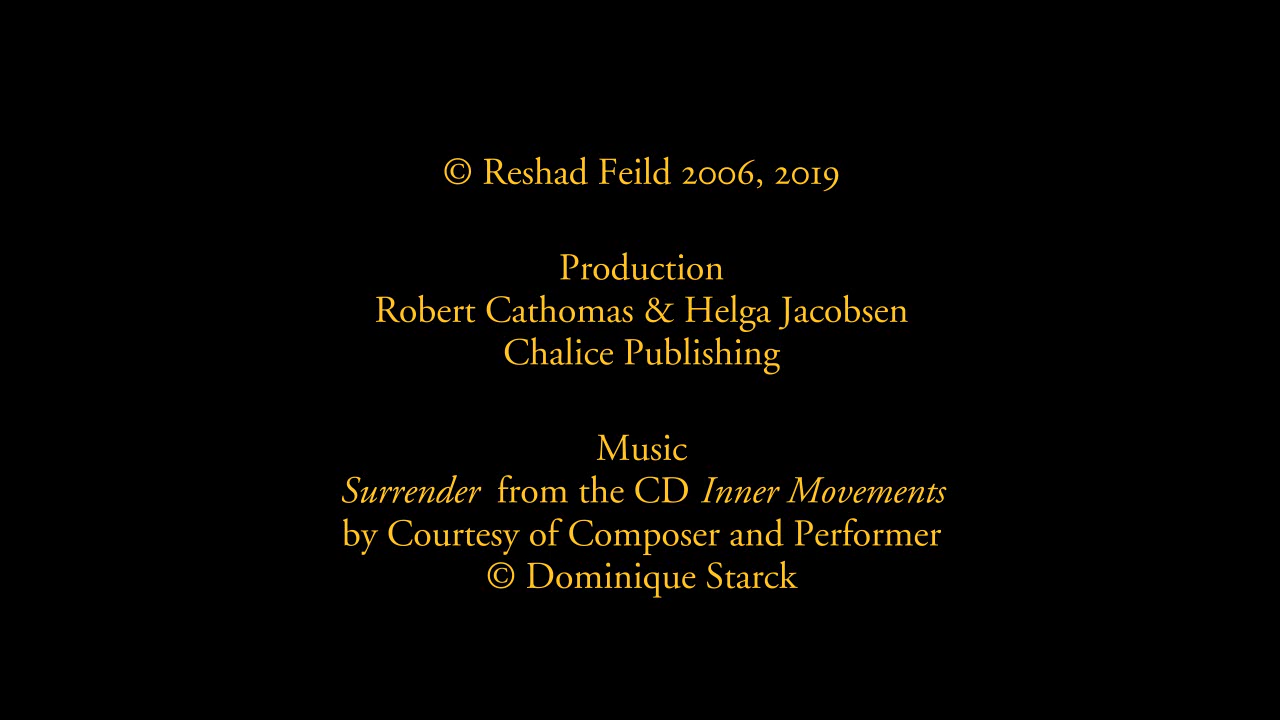 © Reshad Feild 2006, 2019
Production
Robert Cathomas & Helga Jacobsen
Chalice Publishing
Music
Surrender from the CD Inner Movements
by Courtesy of Composer and Performer
© Dominique Starck